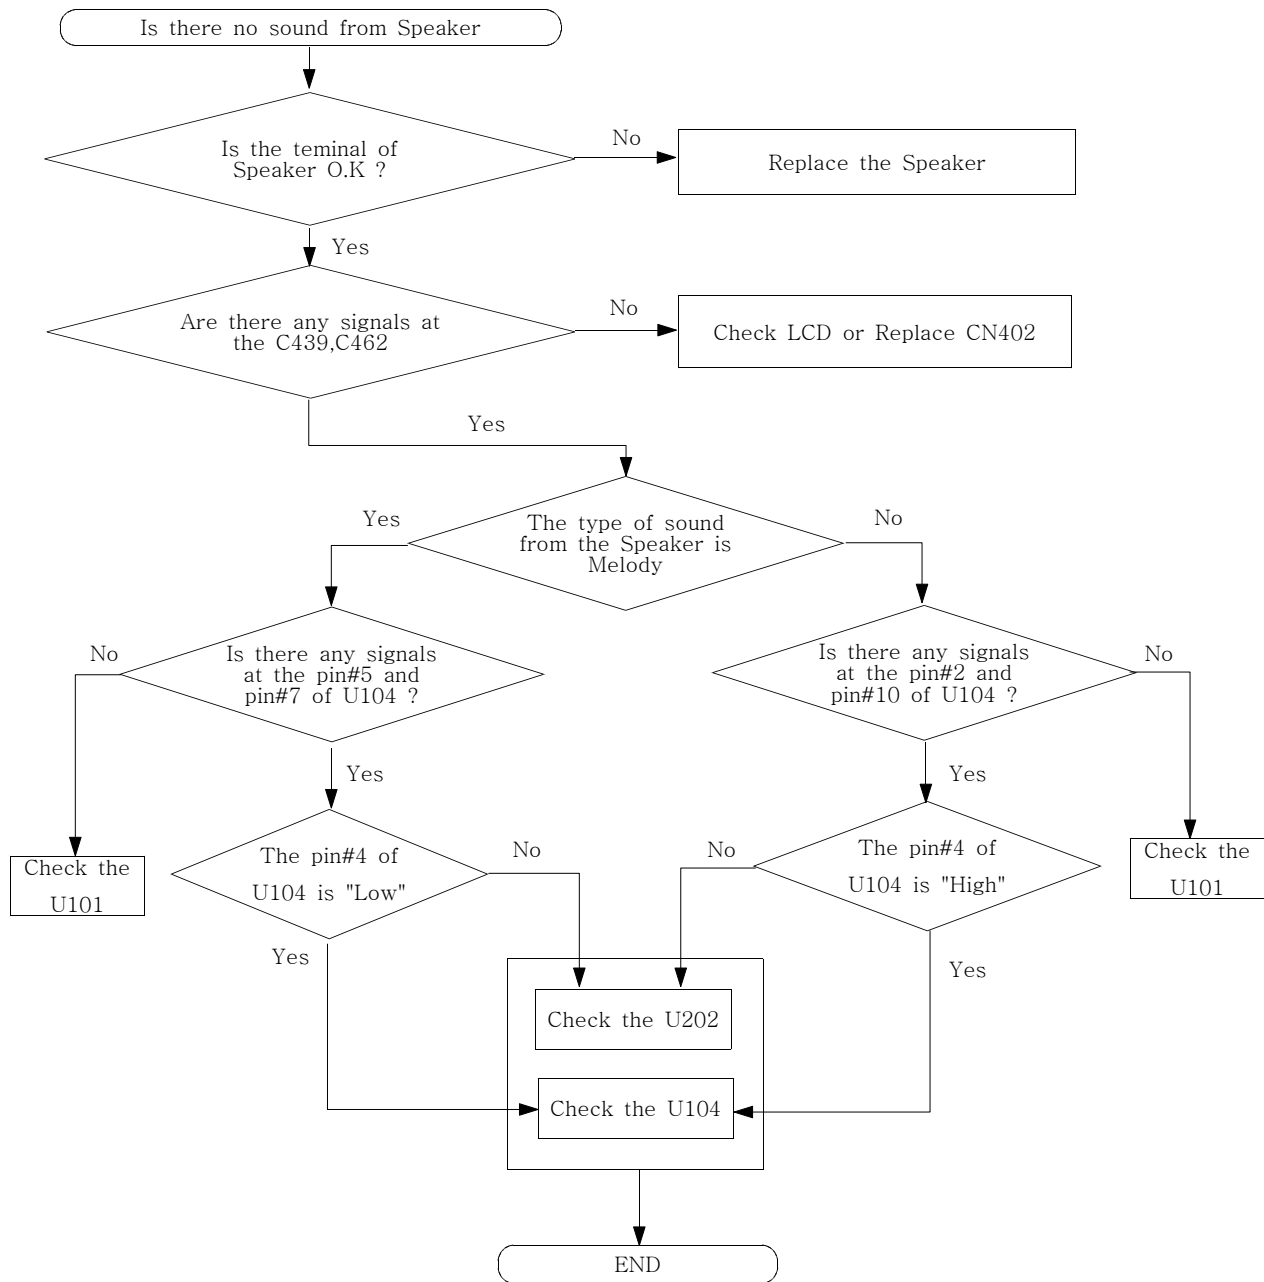 Is there no sound from Speaker
Is the teminal of
Speaker O.K ?
No
Replace the Speaker
Yes
Are there any signals at
the C439,C462
No
Check LCD or Replace CN402
Yes
The type of sound
from the Speaker is
Melody
Yes
No
Is there any signals
at the pin#5 and
pin#7 of U104 ?
No
Is there any signals
at the pin#2 and
pin#10 of U104 ?
No
Yes
Yes
Check the
U101
The pin#4 of
U104 is "Low"
No
No
The pin#4 of
U104 is "High"
Check the
U101
Yes
Yes
Check the U202
Check the U104
END